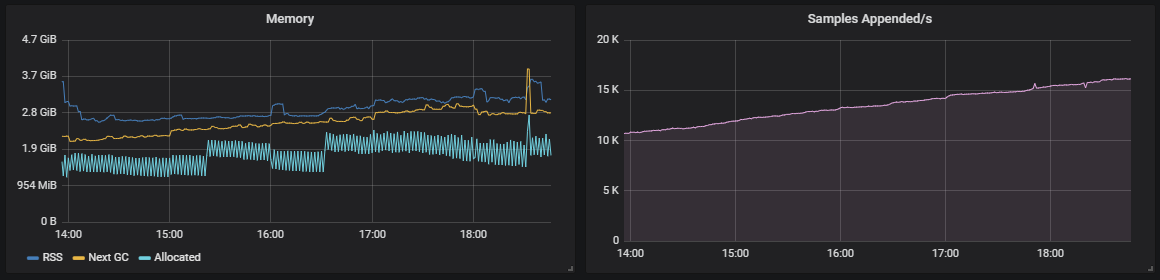 Memory
4.7 GiB
3.7 GiB
2.8 GiB
1.9 GiB
954 MiB
0 B
14:00 15:00 16:00 17:00 18:00
RSS Next GC Allocated
Samples Appended/s
20 K
15 K
10 K
5 K
0
14:00 15:00 16:00 17:00 18:00